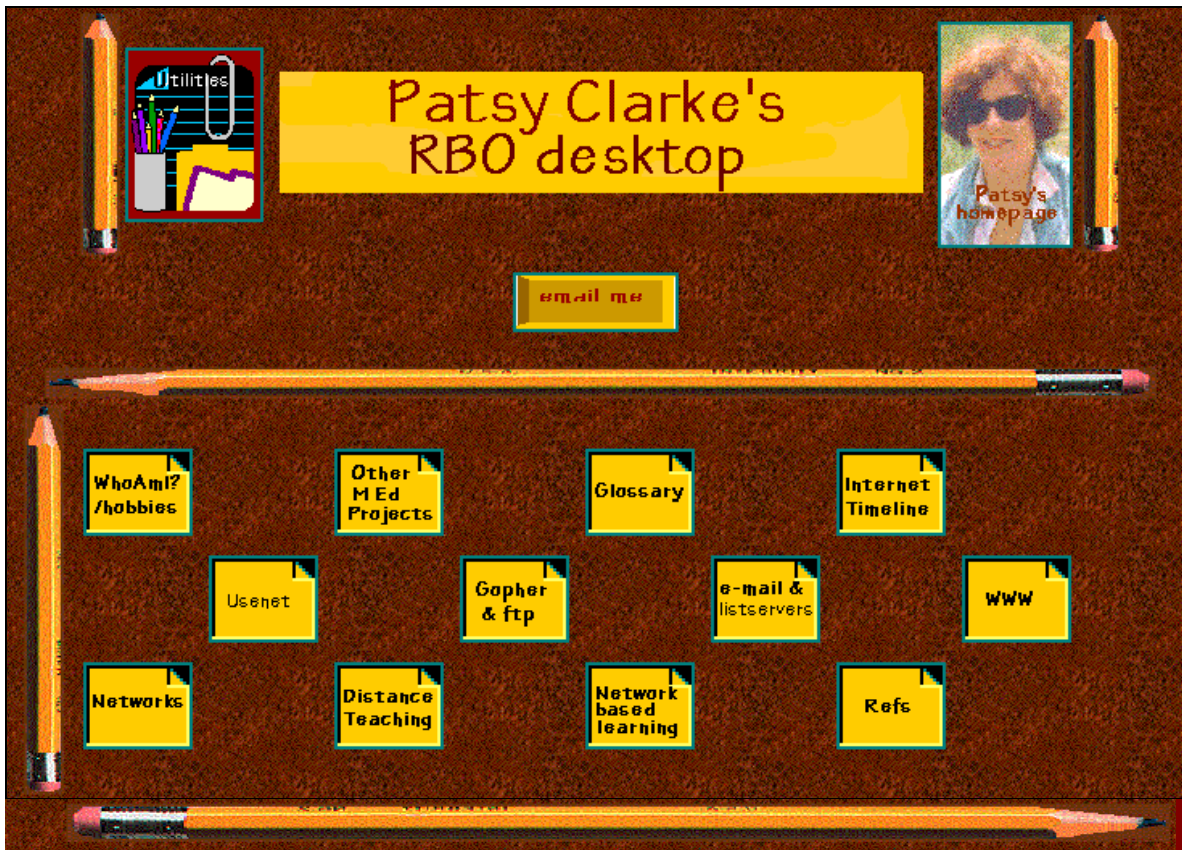 Utilities
Patsy Clarke's
RBO desktop
Patsy's
homepage
email me
WhoAmI?
/hobbies
Other
M Ed
Projects
Glossary
Internet
Timeline
Usenet
Gopher
& ftp
e-mail &
listservers
WWW
Networks
Distance
Teaching
Network
based
learning
Refs